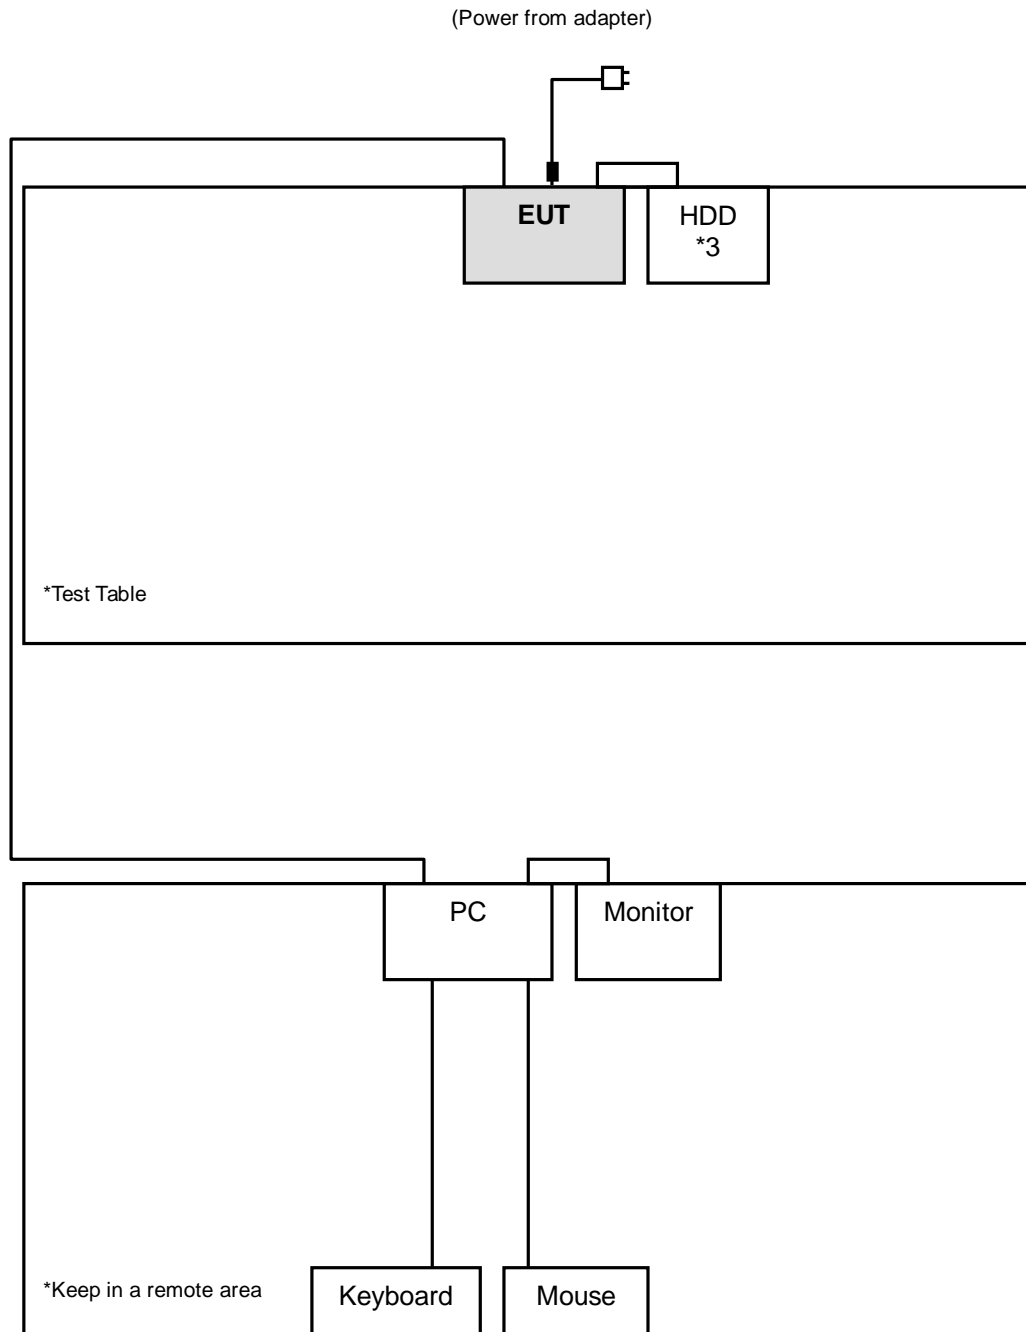 (Power from adapter)
EUT
HDD
*3
*Test Table
PC
Monitor
*Keep in a remote area
Keyboard
Mouse